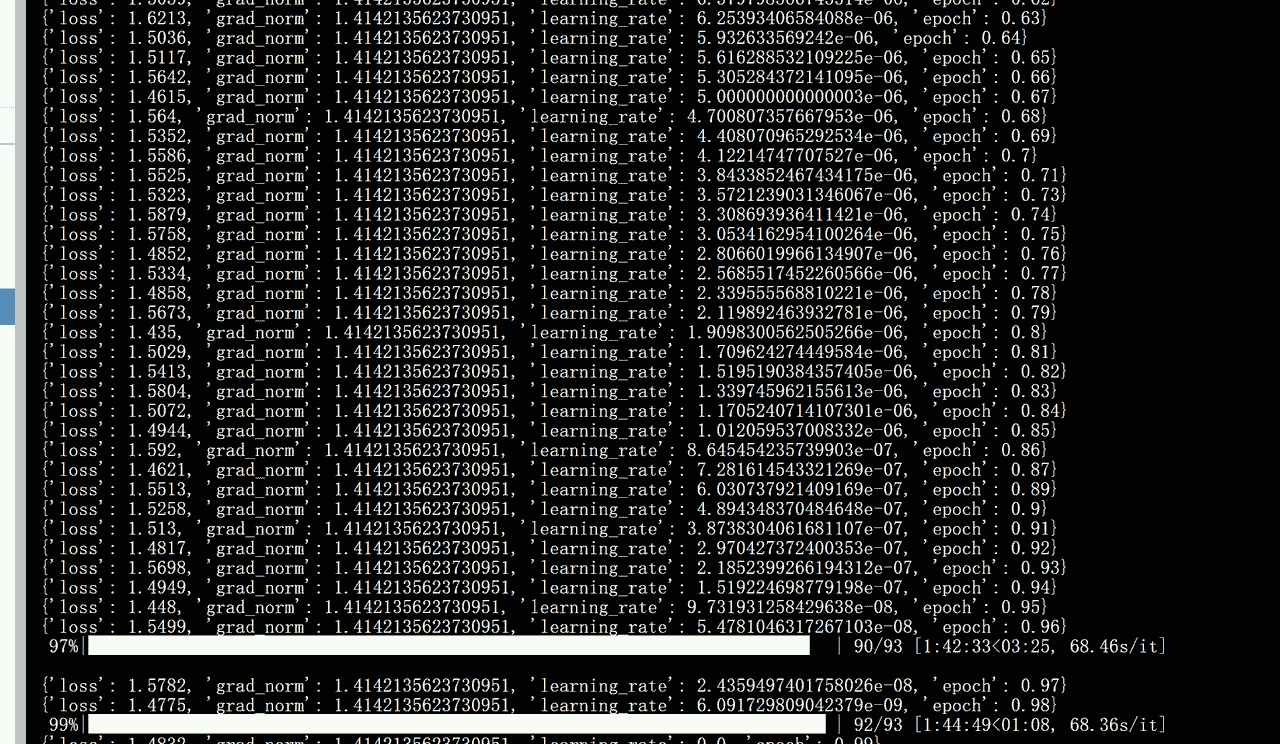 {'loss': 1.6213, 'grad_norm': 1.4142135623730951, 'learning_rate': 6.25393406584088e-06, 'epoch': 0.63}
{'loss': 1.5036, 'grad_norm': 1.4142135623730951, 'learning_rate': 5.932633569242e-06, 'epoch': 0.64}
{'loss': 1.5117, 'grad_norm': 1.4142135623730951, 'learning_rate': 5.616288532109225e-06, 'epoch': 0.65}
{'loss': 1.5642, 'grad_norm': 1.4142135623730951, 'learning_rate': 5.305284372141095e-06, 'epoch': 0.66}
{'loss': 1.4615, 'grad_norm': 1.4142135623730951, 'learning_rate': 5.000000000000003e-06, 'epoch': 0.67}
{'loss': 1.564, 'grad_norm': 1.4142135623730951, 'learning_rate': 4.700807357667953e-06, 'epoch': 0.68}
{'loss': 1.5352, 'grad_norm': 1.4142135623730951, 'learning_rate': 4.4080709652925​34e-06, 'epoch': 0.69}
{'loss': 1.5586, 'grad_norm': 1.4142135623730951, 'learning_rate': 4.12214747707527e-06, 'epoch': 0.7}
{'loss': 1.5525, 'grad_norm': 1.4142135623730951, 'learning_rate': 3.8433852467434175e-06, 'epoch': 0.71}
{'loss': 1.5323, 'grad_norm': 1.4142135623730951, 'learning_rate': 3.5721239031346067e-06, 'epoch': 0.73}
{'loss': 1.5879, 'grad_norm': 1.4142135623730951, 'learning_rate': 3.308693936411421e-06, 'epoch': 0.74}
{'loss': 1.5758, 'grad_norm': 1.4142135623730951, 'learning_rate': 3.0534162954100264e-06, 'epoch': 0.75}
{'loss': 1.4852, 'grad_norm': 1.4142135623730951, 'learning_rate': 2.8066019966134907e-06, 'epoch': 0.76}
{'loss': 1.5334, 'grad_norm': 1.4142135623730951, 'learning_rate': 2.5685517452260566e-06, 'epoch': 0.77}
{'loss': 1.4858, 'grad_norm': 1.4142135623730951, 'learning_rate': 2.339555568810221e-06, 'epoch': 0.78}
{'loss': 1.5673, 'grad_norm': 1.4142135623730951, 'learning_rate': 2.119892463932781e-06, 'epoch': 0.79}
{'loss': 1.435, 'grad_norm': 1.4142135623730951, 'learning_rate': 1.9098300562505266e-06, 'epoch': 0.8}
{'loss': 1.5029, 'grad_norm': 1.4142135623730951, 'learning_rate': 1.709624274449584e-06, 'epoch': 0.81}
{'loss': 1.5413, 'grad_norm': 1.4142135623730951, 'learning_rate': 1.5195190384357405e-06, 'epoch': 0.82}
{'loss': 1.5804, 'grad_norm': 1.4142135623730951, 'learning_rate': 1.339745962155613e-06, 'epoch': 0.83}
{'loss': 1.5072, 'grad_norm': 1.4142135623730951, 'learning_rate': 1.1705240714107301e-06, 'epoch': 0.84}
{'loss': 1.4944, 'grad_norm': 1.4142135623730951, 'learning_rate': 1.012059537008332e-06, 'epoch': 0.85}
{'loss': 1.592, 'grad_norm': 1.4142135623730951, 'learning_rate': 8.645454235739903e-07, 'epoch': 0.86}
{'loss': 1.4621, 'grad_norm': 1.4142135623730951, 'learning_rate': 7.281614543321269e-07, 'epoch': 0.87}
{'loss': 1.5513, 'grad_norm': 1.4142135623730951, 'learning_rate': 6.030737921409169e-07, 'epoch': 0.89}
{'loss': 1.5258, 'grad_norm': 1.4142135623730951, 'learning_rate': 4.894348370484648e-07, 'epoch': 0.9}
{'loss': 1.513, 'grad_norm': 1.4142135623730951, 'learning_rate': 3.8738304061681107e-07, 'epoch': 0.91}
{'loss': 1.4817, 'grad_norm': 1.4142135623730951, 'learning_rate': 2.970427372400353e-07, 'epoch': 0.92}
{'loss': 1.5698, 'grad_norm': 1.4142135623730951, 'learning_rate': 2.1852399266194312e-07, 'epoch': 0.93}
{'loss': 1.4949, 'grad_norm': 1.4142135623730951, 'learning_rate': 1.519224698779198e-07, 'epoch': 0.94}
{'loss': 1.448, 'grad_norm': 1.4142135623730951, 'learning_rate': 9.731931258429638e-08, 'epoch': 0.95}
{'loss': 1.5499, 'grad_norm': 1.4142135623730951, 'learning_rate': 5.4781046317267103e-08, 'epoch': 0.96}
97%| | 90/93 [1:42:33<03:25, 68.46s/it]
{'loss': 1.5782, 'grad_norm': 1.4142135623730951, 'learning_rate': 2.4359497401758026e-08, 'epoch': 0.97}
{'loss': 1.4775, 'grad_norm': 1.4142135623730951, 'learning_rate': 6.091729809042379e-09, 'epoch': 0.98}
99%| | 92/93 [1:44:49<01:08, 68.36s/it]